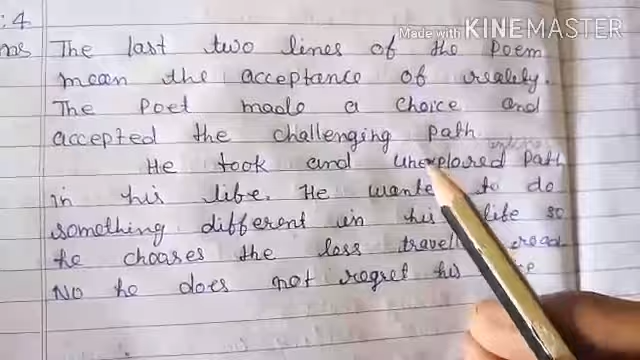 : 4
Made with KINEMASTER
ns The last two lines of the Poem
mean the acceptance of reality.
The Poet made a choice and
accepted the challenging path
He took and unexplored Path
in his life. He wante to do
something different in his life so
he chooses the less travell road
No he does not regret his